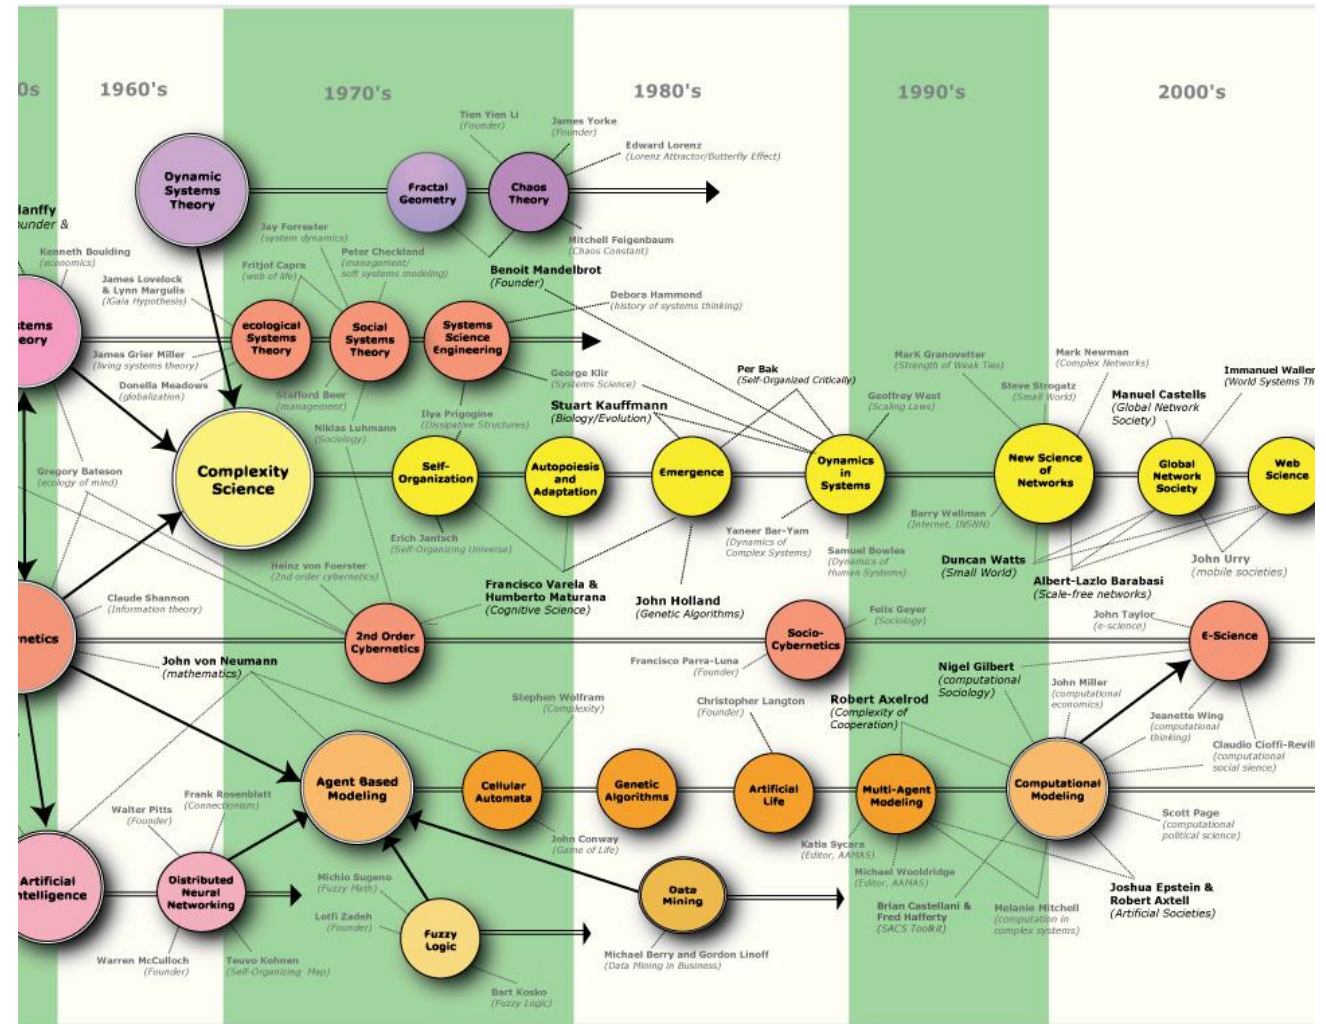 0s
1960's
1970's
1980's
1990's
2000's
Tien Yien Li
(Founder)
James Yorke
(Founder)
Edward Lorenz
(Lorenz Attractor/Butterfly Effect)
Dynamic
Systems
Theory
Fractal
Geometry
Chaos
Theory
lanffy
ounder &
Kenneth Boulding
(economics)
Jay Forrester
(system dynamics)
Peter Checkland
(management/
soft systems modeling)
Mitchell Feigenbaum
(Chaos Constant)
Fritjof Capra
(web of life)
James Lovelock
& Lynn Margulis
(IGaia Hypothesis)
Benoit Mandelbrot
(Founder)
Debora Hammond
(history of systems thinking)
stems
eory
ecological
Systems
Theory
Social
Systems
Theory
Systems
Science
Engineering
James Grier Miller
(living systems theory)
Donella Meadows
(globalization)
Stafford Beer
(management)
George Klir
(Systems Science)
Per Bak
(Self-Organized Critically)
MarK Granovetter
(Strength of Weak Ties)
Mark Newman
(Complex Networks)
Immanuel Waller
(World Systems Th
Steve Strogatz
(Small World)
Manuel Castells
(Global Network
Society)
Geoffrey West
(Scaling Laws)
Stuart Kauffmann
(Biology/Evolution)
Ilya Prigogine
(Dissipative Structures)
Niklas Luhmann
(Sociology)
Gregory Bateson
(ecology of mind)
Complexity
Science
Self-
Organization
Autopoiesis
and
Adaptation
Emergence
Dynamics
in
Systems
New Science
of
Networks
Global
Network
Society
Web
Science
Erich Jantsch
(Self-Organizing Universe)
Yaneer Bar-Yam
(Dynamics of
Complex Systems)
Barry Wellman
(Internet, INSNN)
Samuel Bowles
(Dynamics of
Human Systems)
Duncan Watts
(Small World)
John Urry
(mobile societies)
Albert-Lazlo Barabasi
(Scale-free networks)
Heinz von Foerster
(2nd order cybernetics)
Francisco Varela &
Humberto Maturana
(Cognitive Science)
John Holland
(Genetic Algorithms)
Claude Shannon
(Information theory)
Felix Geyer
(Sociology)
John Taylor
(e-science)
rnetics
2nd Order
Cybernetics
Socio-
Cybernetics
E-Science
John von Neumann
(mathematics)
Francisco Parra-Luna
(Founder)
Nigel Gilbert
(computational
Sociology)
John Miller
(computational
economics)
Stephen Wolfram
(Complexity)
Christopher Langton
(Founder)
Robert Axelrod
(Complexity of
Cooperation)
Jeanette Wing
(computational
thinking)
Claudio Cioffi-Revill
(computational
social sience)
Agent Based
Modeling
Cellular
Automata
Genetic
Algorithms
Artificial
Life
Multi-Agent
Modeling
Computational
Modeling
Frank Rosenblatt
(Connectionism)
Walter Pitts
(Founder)
Scott Page
(computational
political science)
John Conway
(Game of Life)
Katia Sycara
(Editor, AAMAS)
Michael Wooldridge
(Editor, AAMAS)
Artificial
ntelligence
Distributed
Neural
Networking
Michio Sugeno
(Fuzzy Math)
Data
Mining
Joshua Epstein &
Robert Axtell
(Artificial Societies)
Brian Castellani &
Fred Hafferty
(SACS Toolkit)
Melanie Mitchell
(computation in
complex systems)
Lotfi Zadeh
(Founder)
Fuzzy
Logic
Warren McCulloch
(Founder)
Teuvo Kohnen
(Self-Organizing Map)
Michael Berry and Gordon Linoff
(Data Mining in Business)
Bart Kosko
(Fuzzy Logic)